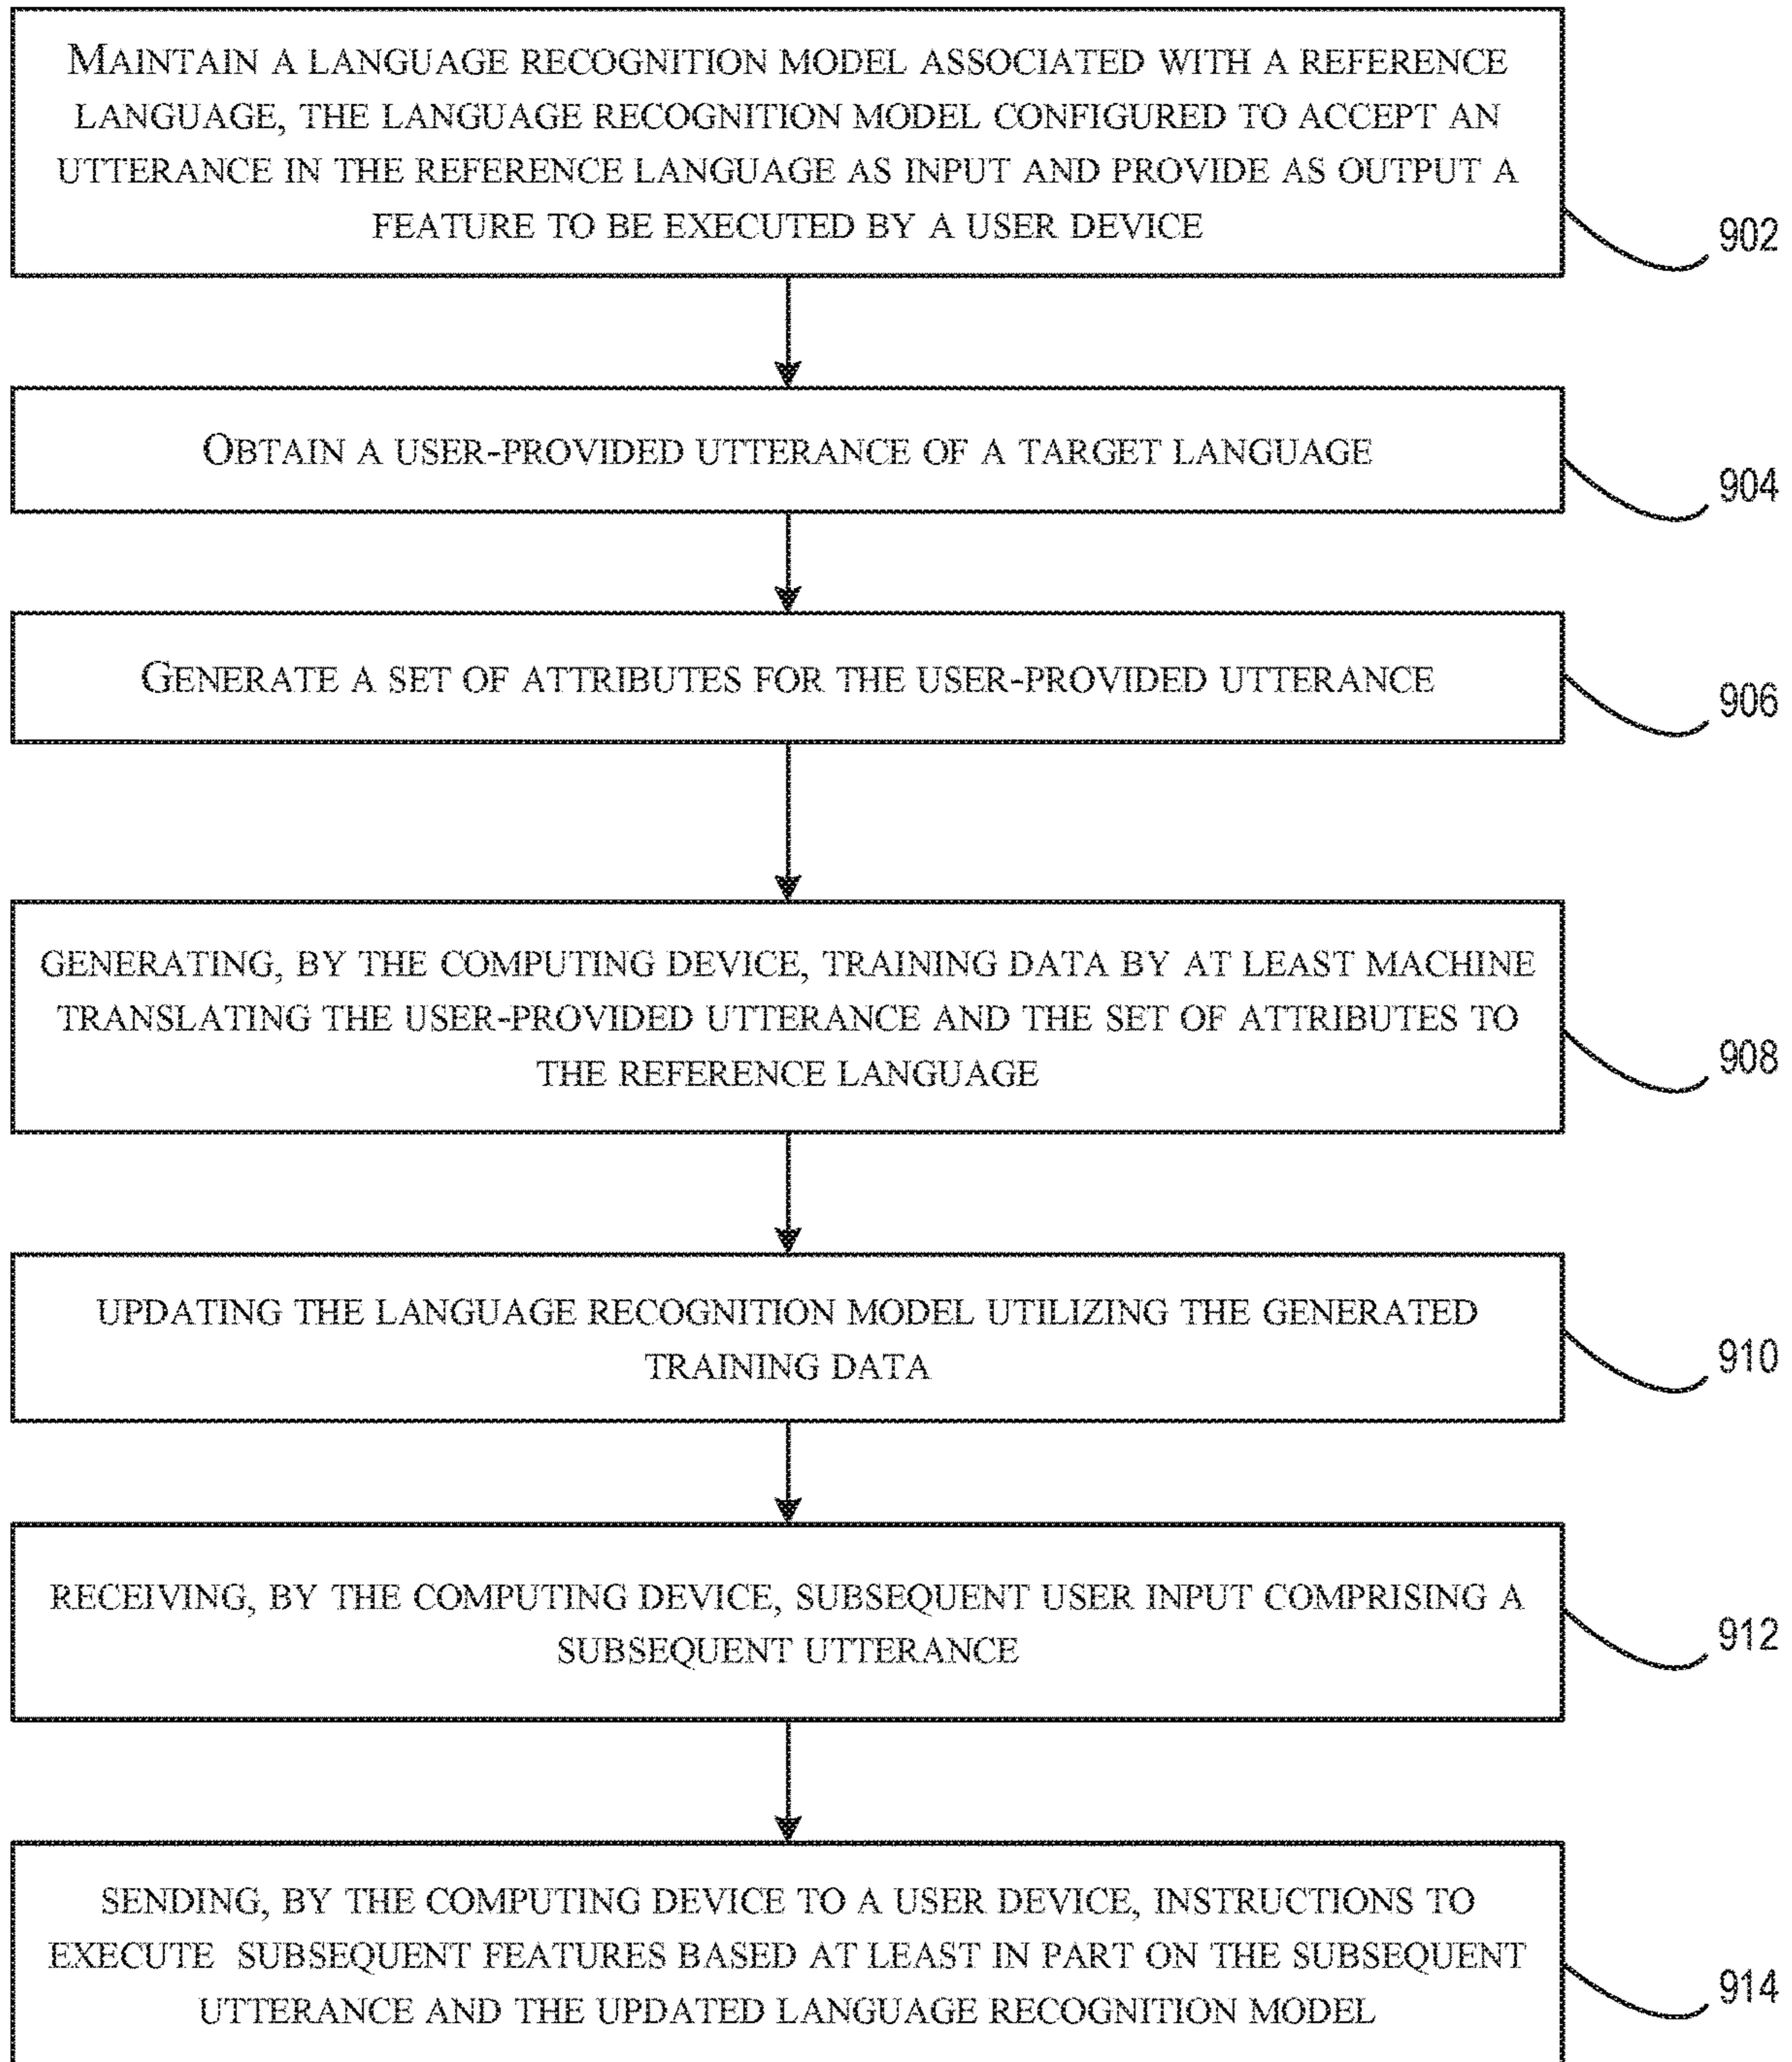 MAINTAIN A LANGUAGE RECOGNITION MODEL ASSOCIATED WITH A REFERENCE
LANGUAGE, THE LANGUAGE RECOGNITION MODEL CONFIGURED TO ACCEPT AN
UTTERANCE IN THE REFERENCE LANGUAGE AS INPUT AND PROVIDE AS OUTPUT A
FEATURE TO BE EXECUTED BY A USER DEVICE
902
OBTAIN A USER-PROVIDED UTTERANCE OF A TARGET LANGUAGE
904
GENERATE A SET OF ATTRIBUTES FOR THE USER-PROVIDED UTTERANCE
906
GENERATING, BY THE COMPUTING DEVICE, TRAINING DATA BY AT LEAST MACHINE
TRANSLATING THE USER-PROVIDED UTTERANCE AND THE SET OF ATTRIBUTES TO
THE REFERENCE LANGUAGE
908
UPDATING THE LANGUAGE RECOGNITION MODEL UTILIZING THE GENERATED
TRAINING DATA
910
RECEIVING, BY THE COMPUTING DEVICE, SUBSEQUENT USER INPUT COMPRISING A
SUBSEQUENT UTTERANCE
912
SENDING, BY THE COMPUTING DEVICE TO A USER DEVICE, INSTRUCTIONS TO
EXECUTE SUBSEQUENT FEATURES BASED AT LEAST IN PART ON THE SUBSEQUENT
UTTERANCE AND THE UPDATED LANGUAGE RECOGNITION MODEL
914